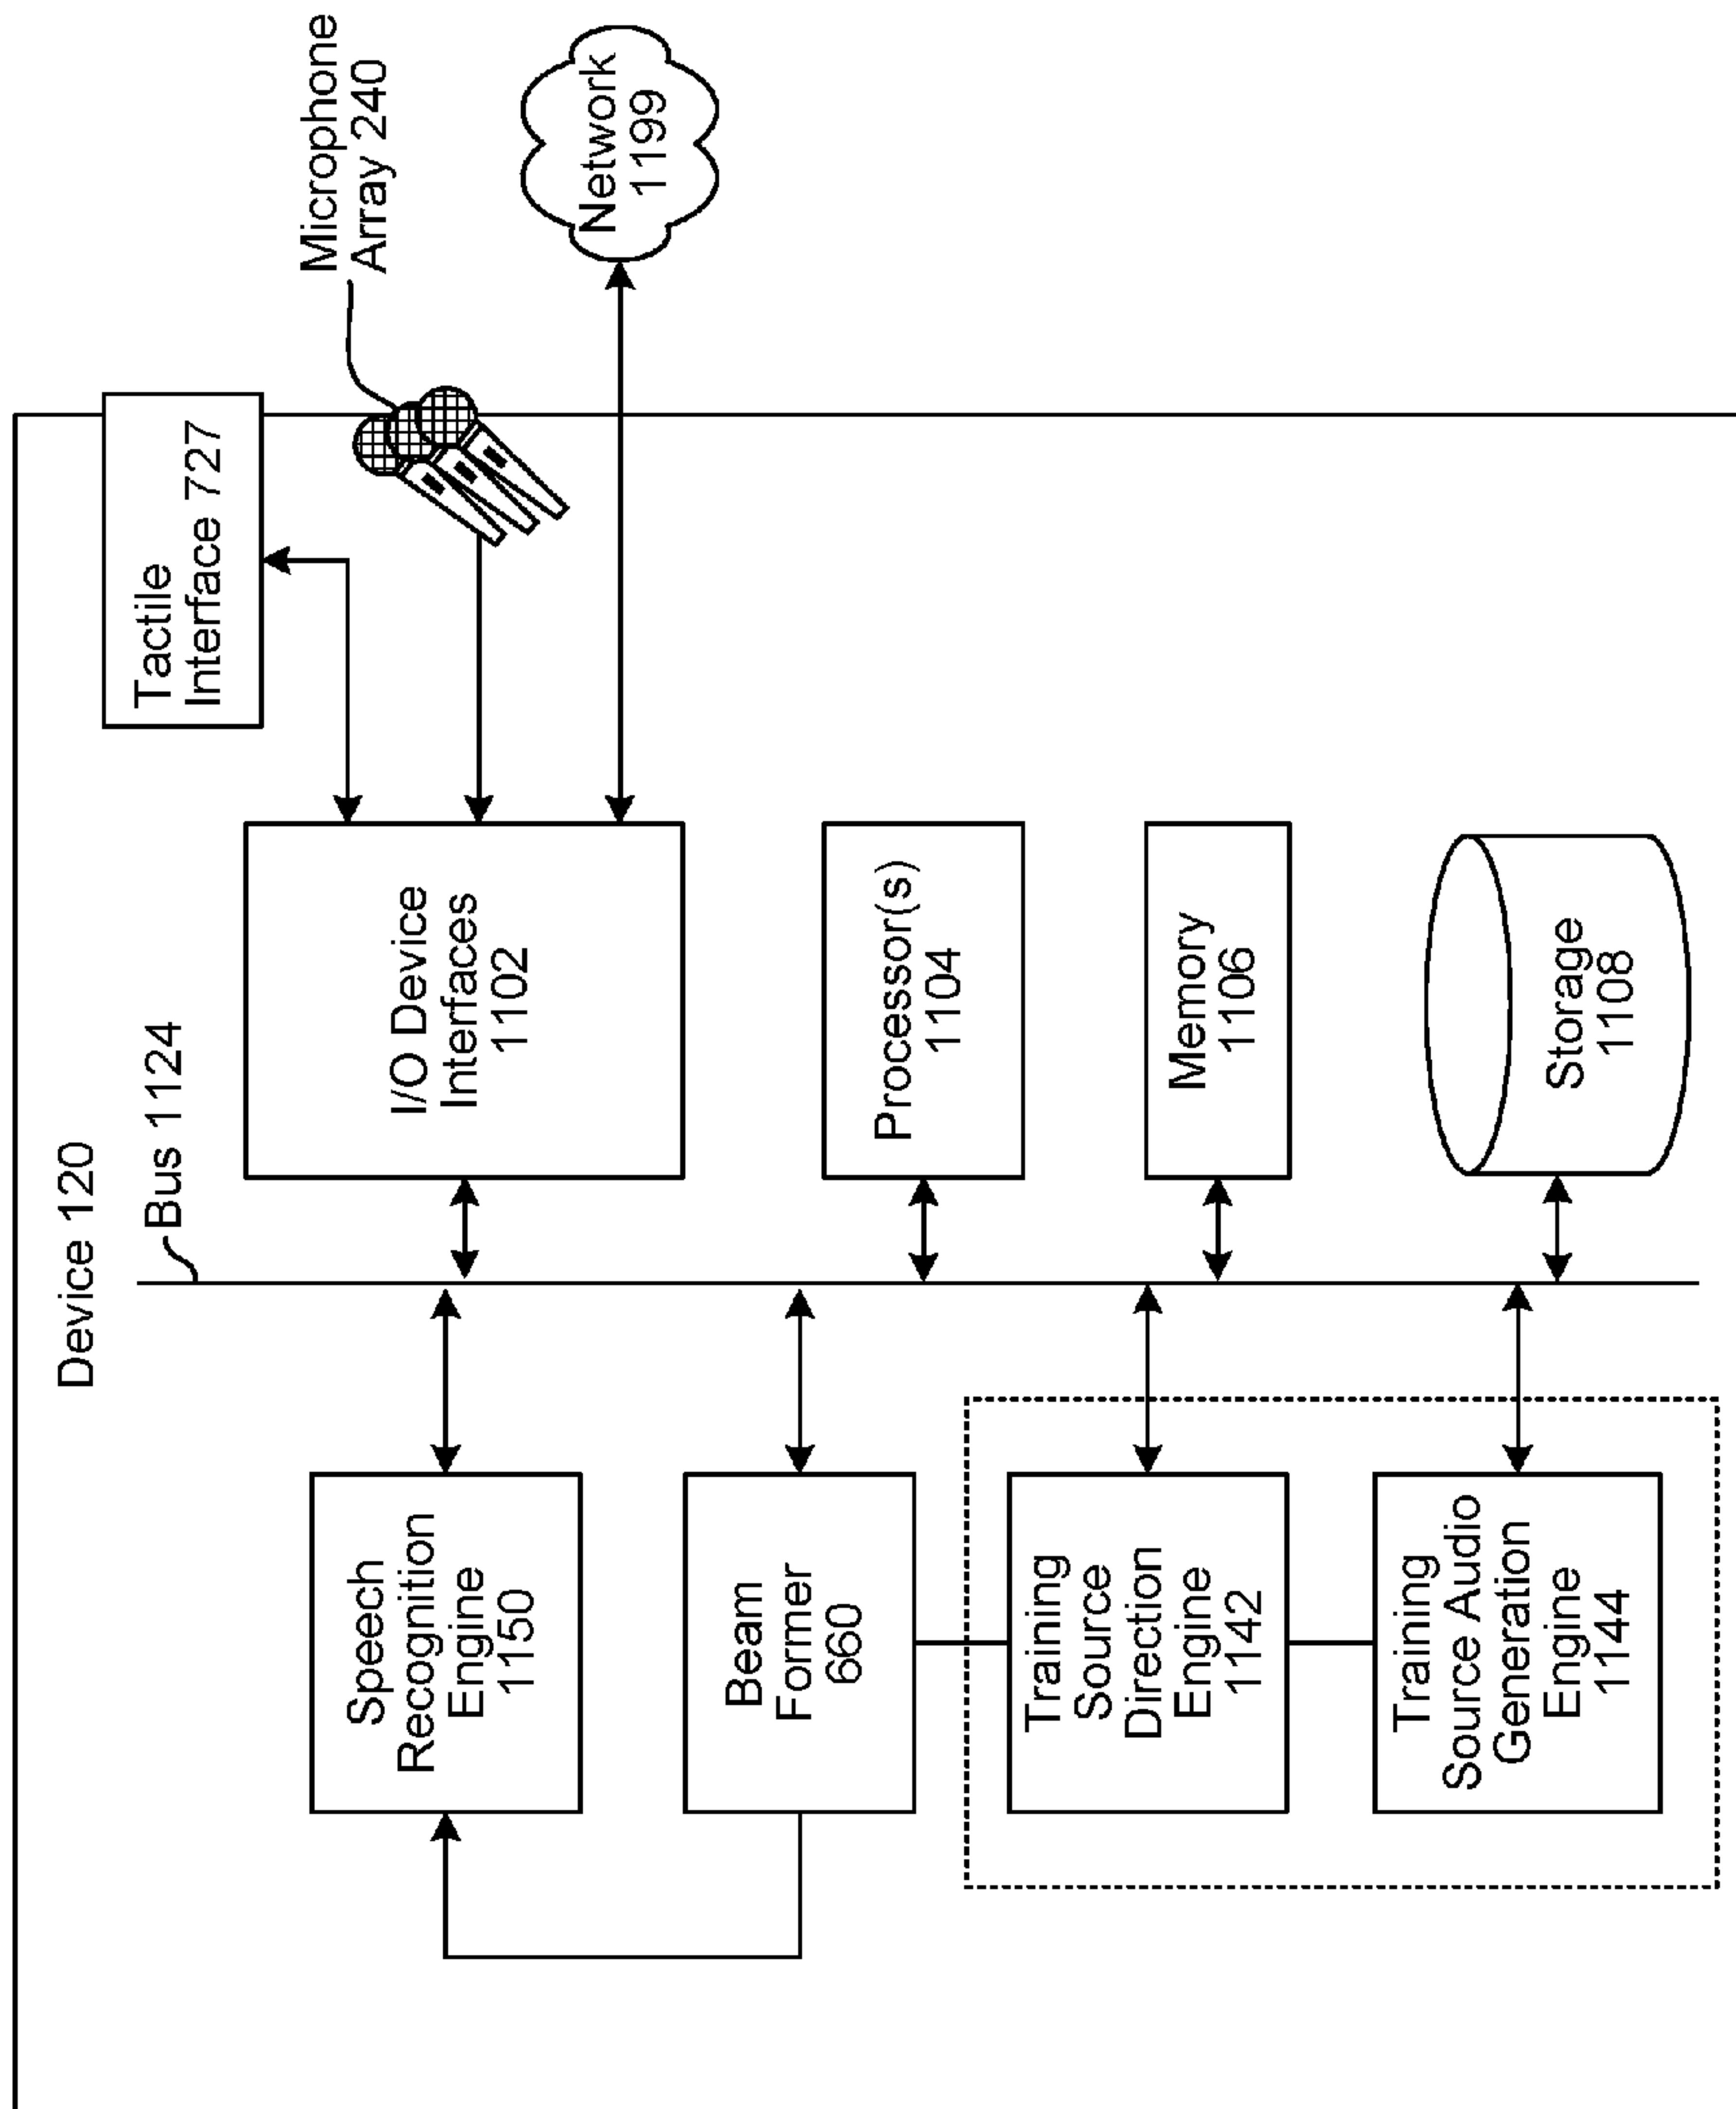 Device 120
Bus 1124
Tactile
Interface 727
Microphone
Array 240
Network
1199
I/O Device
Interfaces
1102
Processor(s)
1104
Memory
1106
Storage
1108
Speech
Recognition
Engine
1150
Beam
Former
660
Training
Source
Direction
Engine
1142
Training
Source Audio
Generation
Engine
1144